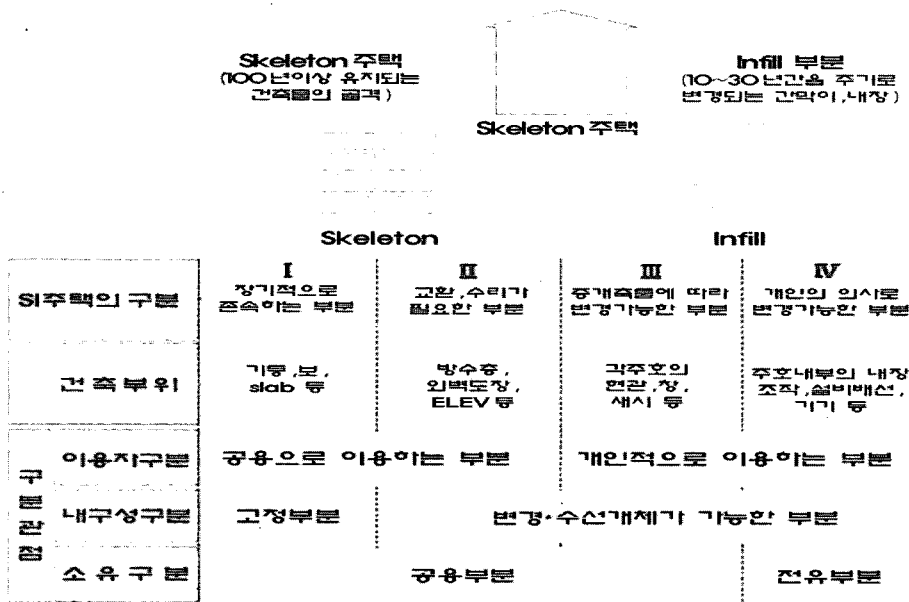 Skeleton 주택
(100년이상 유지되는
건축물의 골격)
Infill 부분
(10~30년간을 주기로
변경되는 간막이,내장)
Skeleton 주택
Skeleton
Infill
SI주택의 구분
I
장기적으로
존속하는 부분
II
교환,수리가
필요한 부분
III
증개축등에 따라
변경가능한 부분
IV
개인의 의사로
변경가능한 부분
건축부위
기둥,보,
slab 등
방수층,
외벽도장,
ELEV 등
각주호의
현관,창,
새시 등
주호내부의 내장
조작,설비배선,
기기 등
구분관점
이용자구분
공용으로 이용하는 부분
개인적으로 이용하는 부분
내구성구분
고정부분
변경·수선개체가 가능한 부분
소유구분
공용부분
전유부분